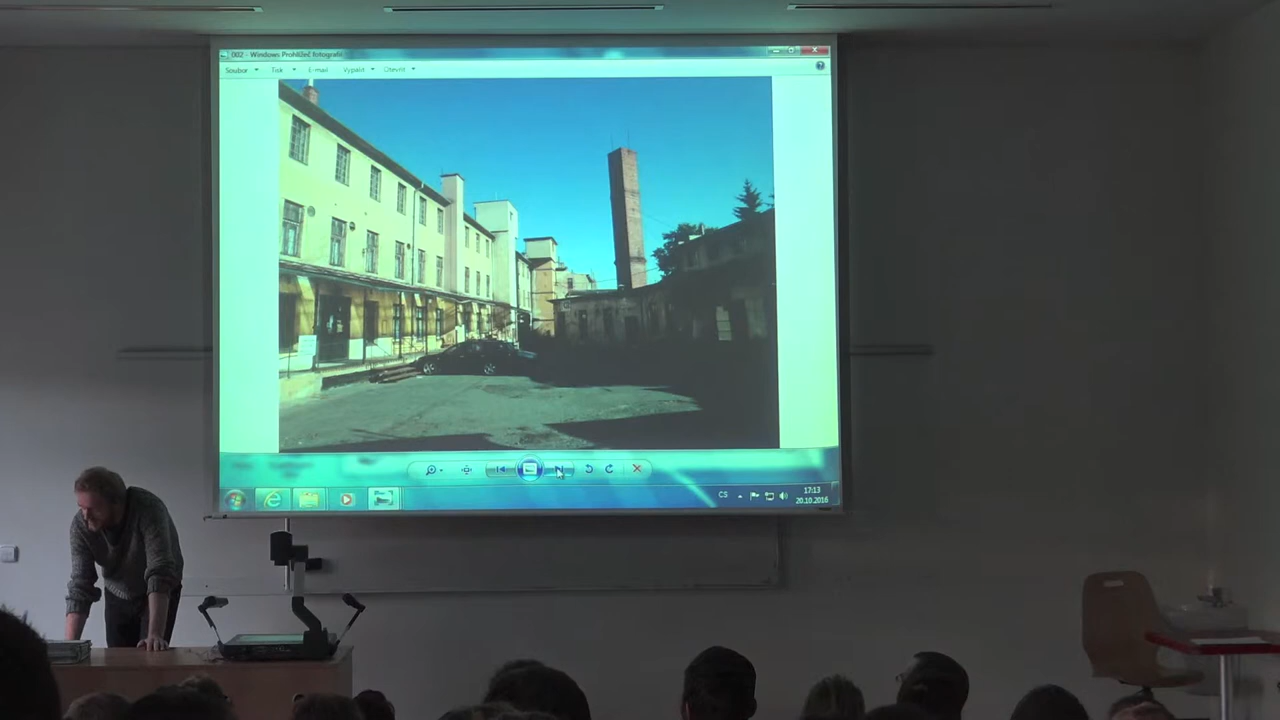 002 - Windows Prohlížeč fotografií
Soubor Tisk E-mail Vypálit Otevřít
CS 17:13
20.10.2016